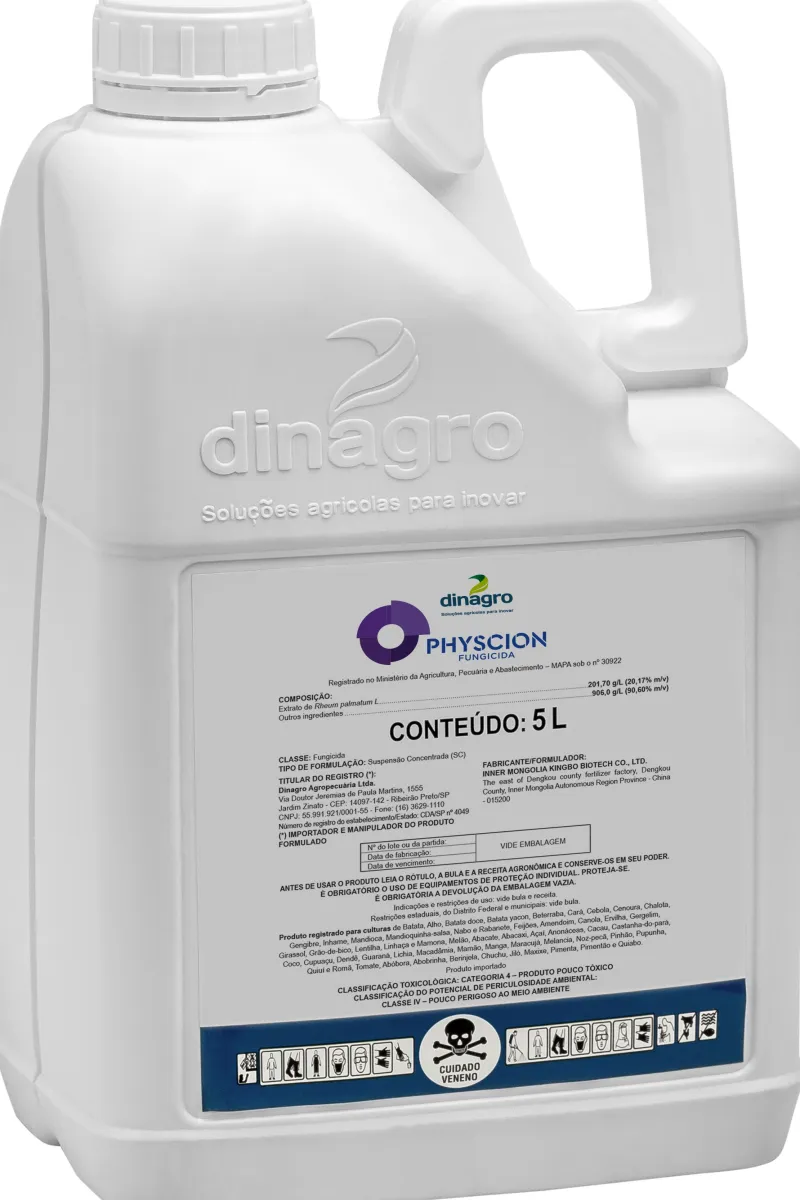 dinagro
Soluções agrícolas para inovar
dinagro
Soluções agrícolas para inovar
PHYSCION
FUNGICIDA
Registrado no Ministério da Agricultura, Pecuária e Abastecimento – MAPA sob o nº 30922
COMPOSIÇÃO:
Extrato de Rheum palmatum L. 201,70 g/L (20,17% m/v)
Outros ingredientes 906,0 g/L (90,60% m/v)
CONTEÚDO: 5 L
CLASSE: Fungicida
TIPO DE FORMULAÇÃO: Suspensão Concentrada (SC)
TITULAR DO REGISTRO (*):
Dinagro Agropecuária Ltda.
Via Doutor Jeremias de Paula Martina, 1555
Jardim Zinato - CEP: 14097-142 - Ribeirão Preto/SP
CNPJ: 55.991.921/0001-55 - Fone: (16) 3629-1110
Número de registro do estabelecimento/Estado: CDA/SP nº 4049
(*) IMPORTADOR E MANIPULADOR DO PRODUTO
FORMULADO
FABRICANTE/FORMULADOR:
INNER MONGOLIA KINGBO BIOTECH CO., LTD.
The east of Dengkou county fertilizer factory, Dengkou
County, Inner Mongolia Autonomous Region Province - China
- 015200
Nº do lote ou da partida:
Data de fabricação:
Data de vencimento:
VIDE EMBALAGEM
ANTES DE USAR O PRODUTO LEIA O RÓTULO, A BULA E A RECEITA AGRONÔMICA E CONSERVE-OS EM SEU PODER.
É OBRIGATÓRIO O USO DE EQUIPAMENTOS DE PROTEÇÃO INDIVIDUAL. PROTEJA-SE.
É OBRIGATÓRIA A DEVOLUÇÃO DA EMBALAGEM VAZIA.
Indicações e restrições de uso: vide bula e receita.
Restrições estaduais, do Distrito Federal e municipais: vide bula.
Produto registrado para culturas de Batata, Alho, Batata doce, Batata yacon, Beterraba, Cará, Cebola, Cenoura, Chalota,
Gengibre, Inhame, Mandioca, Mandioquinha-salsa, Nabo e Rabanete, Feijões, Amendoim, Canola, Ervilha, Gergelim,
Girassol, Grão-de-bico, Lentilha, Linhaça e Mamona, Melão, Abacate, Abacaxi, Açaí, Anonáceas, Cacau, Castanha-do-pará,
Coco, Cupuaçu, Dendê, Guaraná, Lichia, Macadâmia, Mamão, Manga, Maracujá, Melancia, Noz-pecã, Pinhão, Pupunha,
Quiui e Romã, Tomate, Abóbora, Abobrinha, Berinjela, Chuchu, Jiló, Maxixe, Pimenta, Pimentão e Quiabo.
Produto importado
CLASSIFICAÇÃO TOXICOLÓGICA: CATEGORIA 4 – PRODUTO POUCO TÓXICO
CLASSIFICAÇÃO DO POTENCIAL DE PERICULOSIDADE AMBIENTAL:
CLASSE IV – POUCO PERIGOSO AO MEIO AMBIENTE
CUIDADO
VENENO